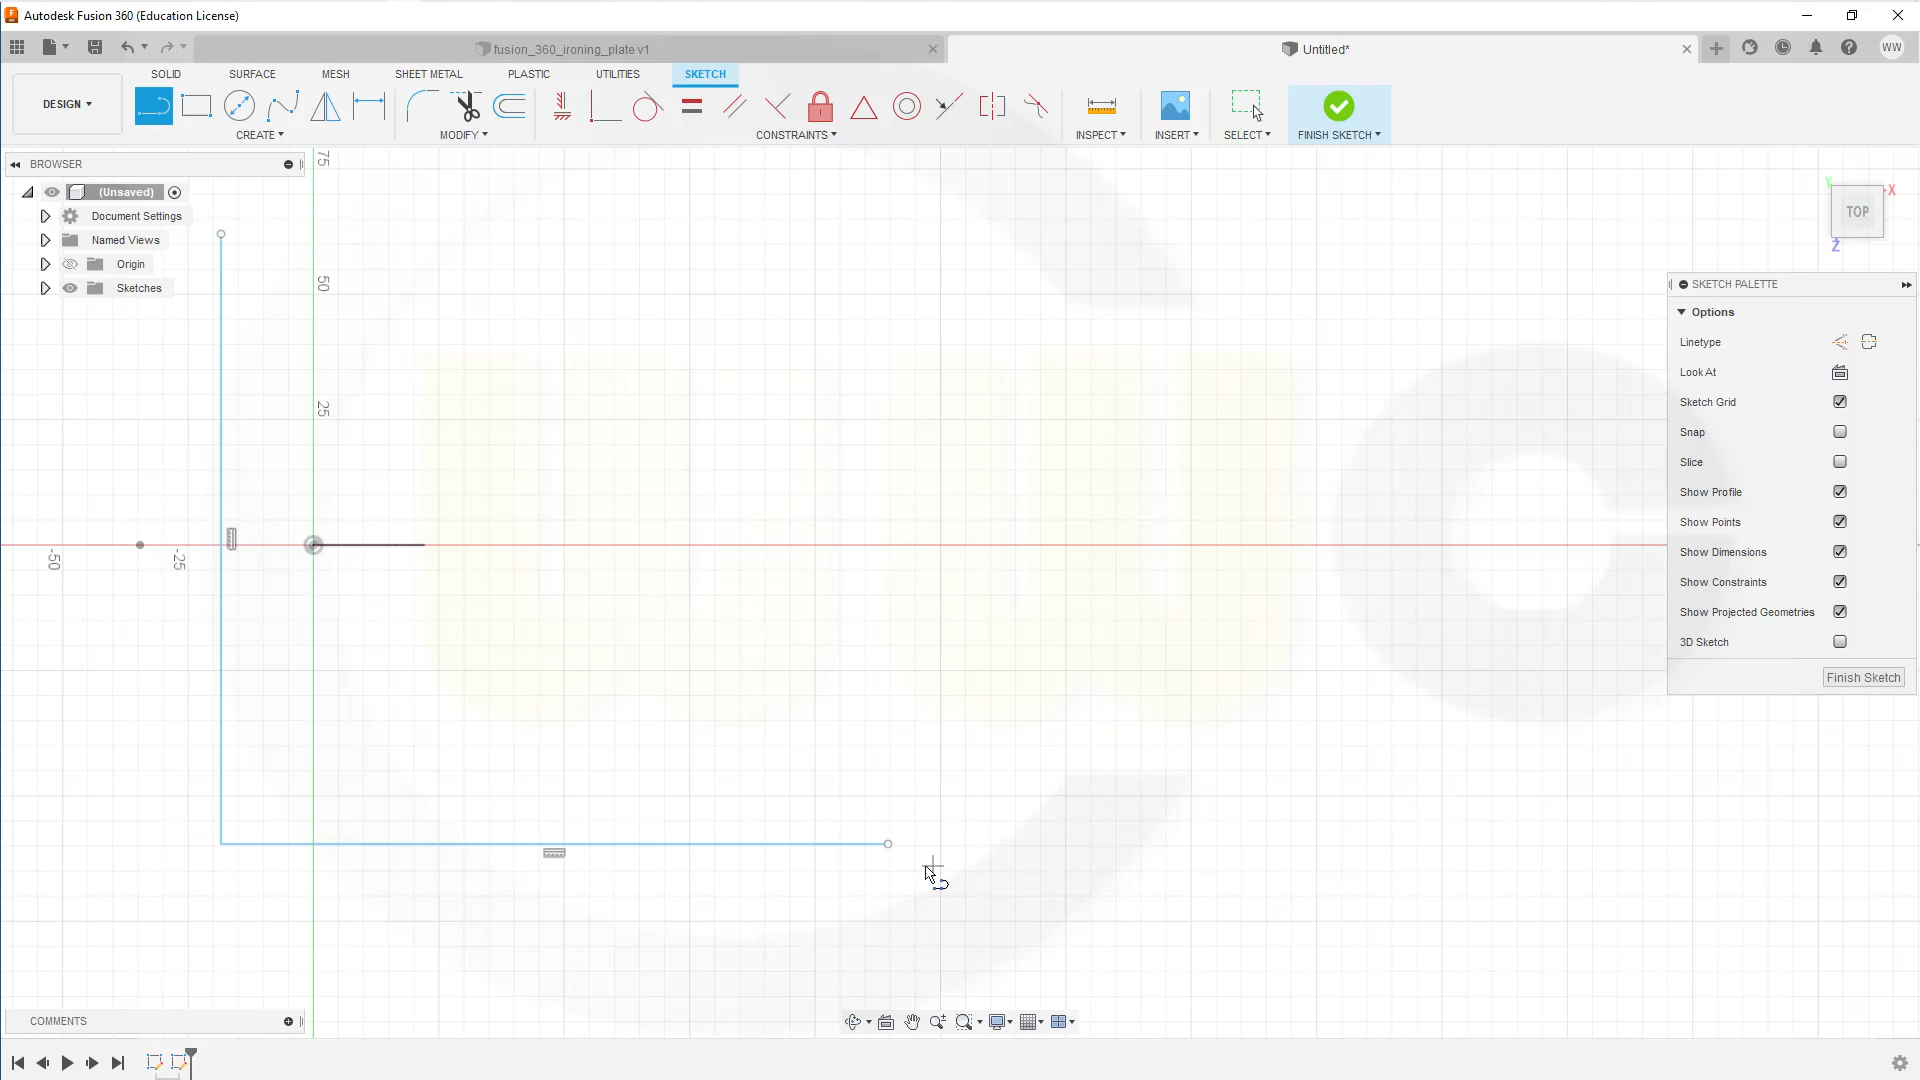 Autodesk Fusion 360 (Education License)
fusion_360_ironing_plate v1
Untitled*
WW
DESIGN
SOLID
SURFACE
MESH
SHEET METAL
PLASTIC
UTILITIES
SKETCH
CREATE
MODIFY
CONSTRAINTS
INSPECT
INSERT
SELECT
FINISH SKETCH
BROWSER
(Unsaved)
Document Settings
Named Views
Origin
Sketches
75
50
25
-50
-25
Y
-X
TOP
Z
SKETCH PALETTE
Options
Linetype
Look At
Sketch Grid
Snap
Slice
Show Profile
Show Points
Show Dimensions
Show Constraints
Show Projected Geometries
3D Sketch
Finish Sketch
COMMENTS